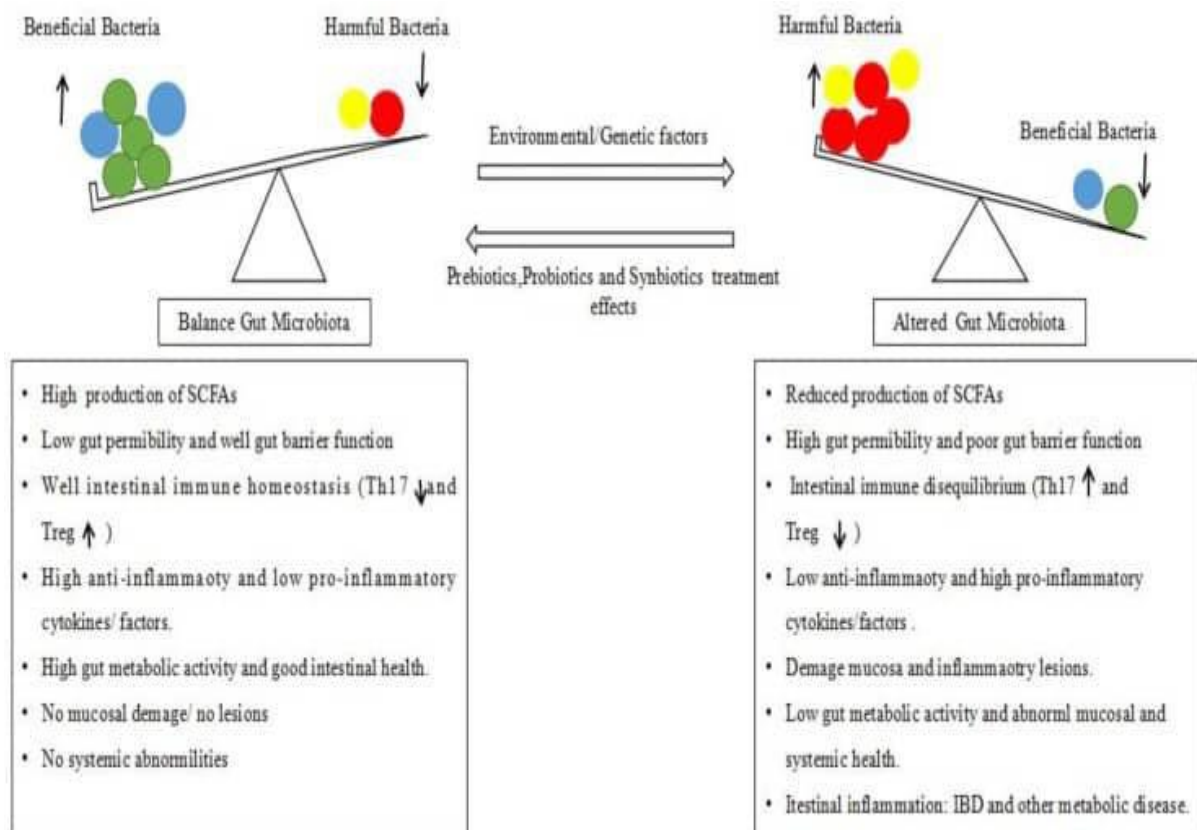 Beneficial Bacteria
Harmful Bacteria
Environmental/Genetic factors
Prebiotics,Probiotics and Synbiotics treatment
effects
Harmful Bacteria
Beneficial Bacteria
Balance Gut Microbiota
• High production of SCFAs
• Low gut permibility and well gut barrier function
• Well intestinal immune homeostasis (Th17 ↓and
Treg ↑ )
• High anti-inflammaoty and low pro-inflammatory
cytokines/ factors.
• High gut metabolic activity and good intestinal health.
• No mucosal demage/ no lesions
• No systemic abnormilities
Altered Gut Microbiota
• Reduced production of SCFAs
• High gut permibility and poor gut barrier function
• Intestinal immune disequilibrium (Th17 ↑ and
Treg ↓ )
• Low anti-inflammaoty and high pro-inflammatory
cytokines/factors .
• Demage mucosa and inflammaotry lesions.
• Low gut metabolic activity and abnorml mucosal and
systemic health.
• Itestinal inflammation: IBD and other metabolic disease.